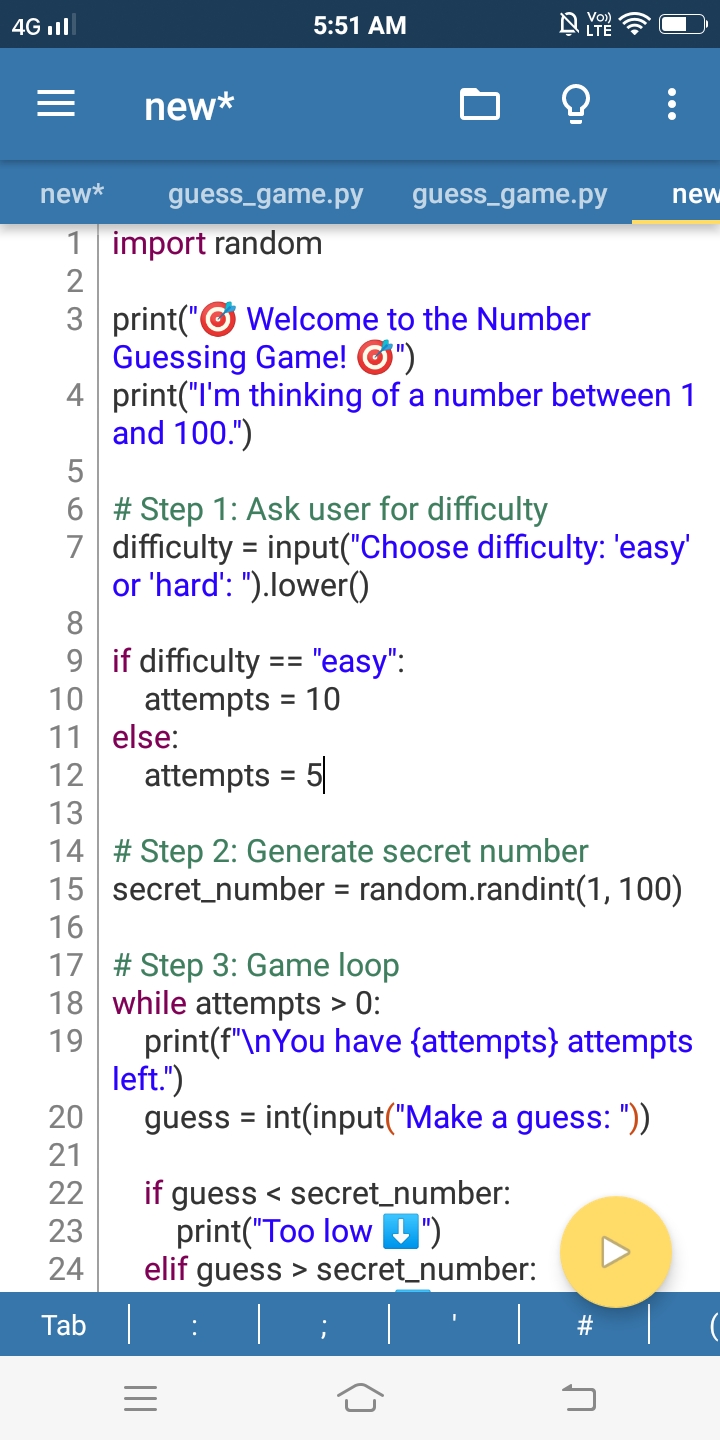 4G 5:51 AM Vo) LTE
new*
new* guess_game.py guess_game.py new
1 import random
2
3 print("🎯 Welcome to the Number
Guessing Game! 🎯")
4 print("I'm thinking of a number between 1
and 100.")
5
6 # Step 1: Ask user for difficulty
7 difficulty = input("Choose difficulty: 'easy'
or 'hard': ").lower()
8
9 if difficulty == "easy":
10 attempts = 10
11 else:
12 attempts = 5
13
14 # Step 2: Generate secret number
15 secret_number = random.randint(1, 100)
16
17 # Step 3: Game loop
18 while attempts > 0:
19 print(f"\nYou have {attempts} attempts
left.")
20 guess = int(input("Make a guess: "))
21
22 if guess < secret_number:
23 print("Too low ⬇️")
24 elif guess > secret_number:
Tab : ; ' # (